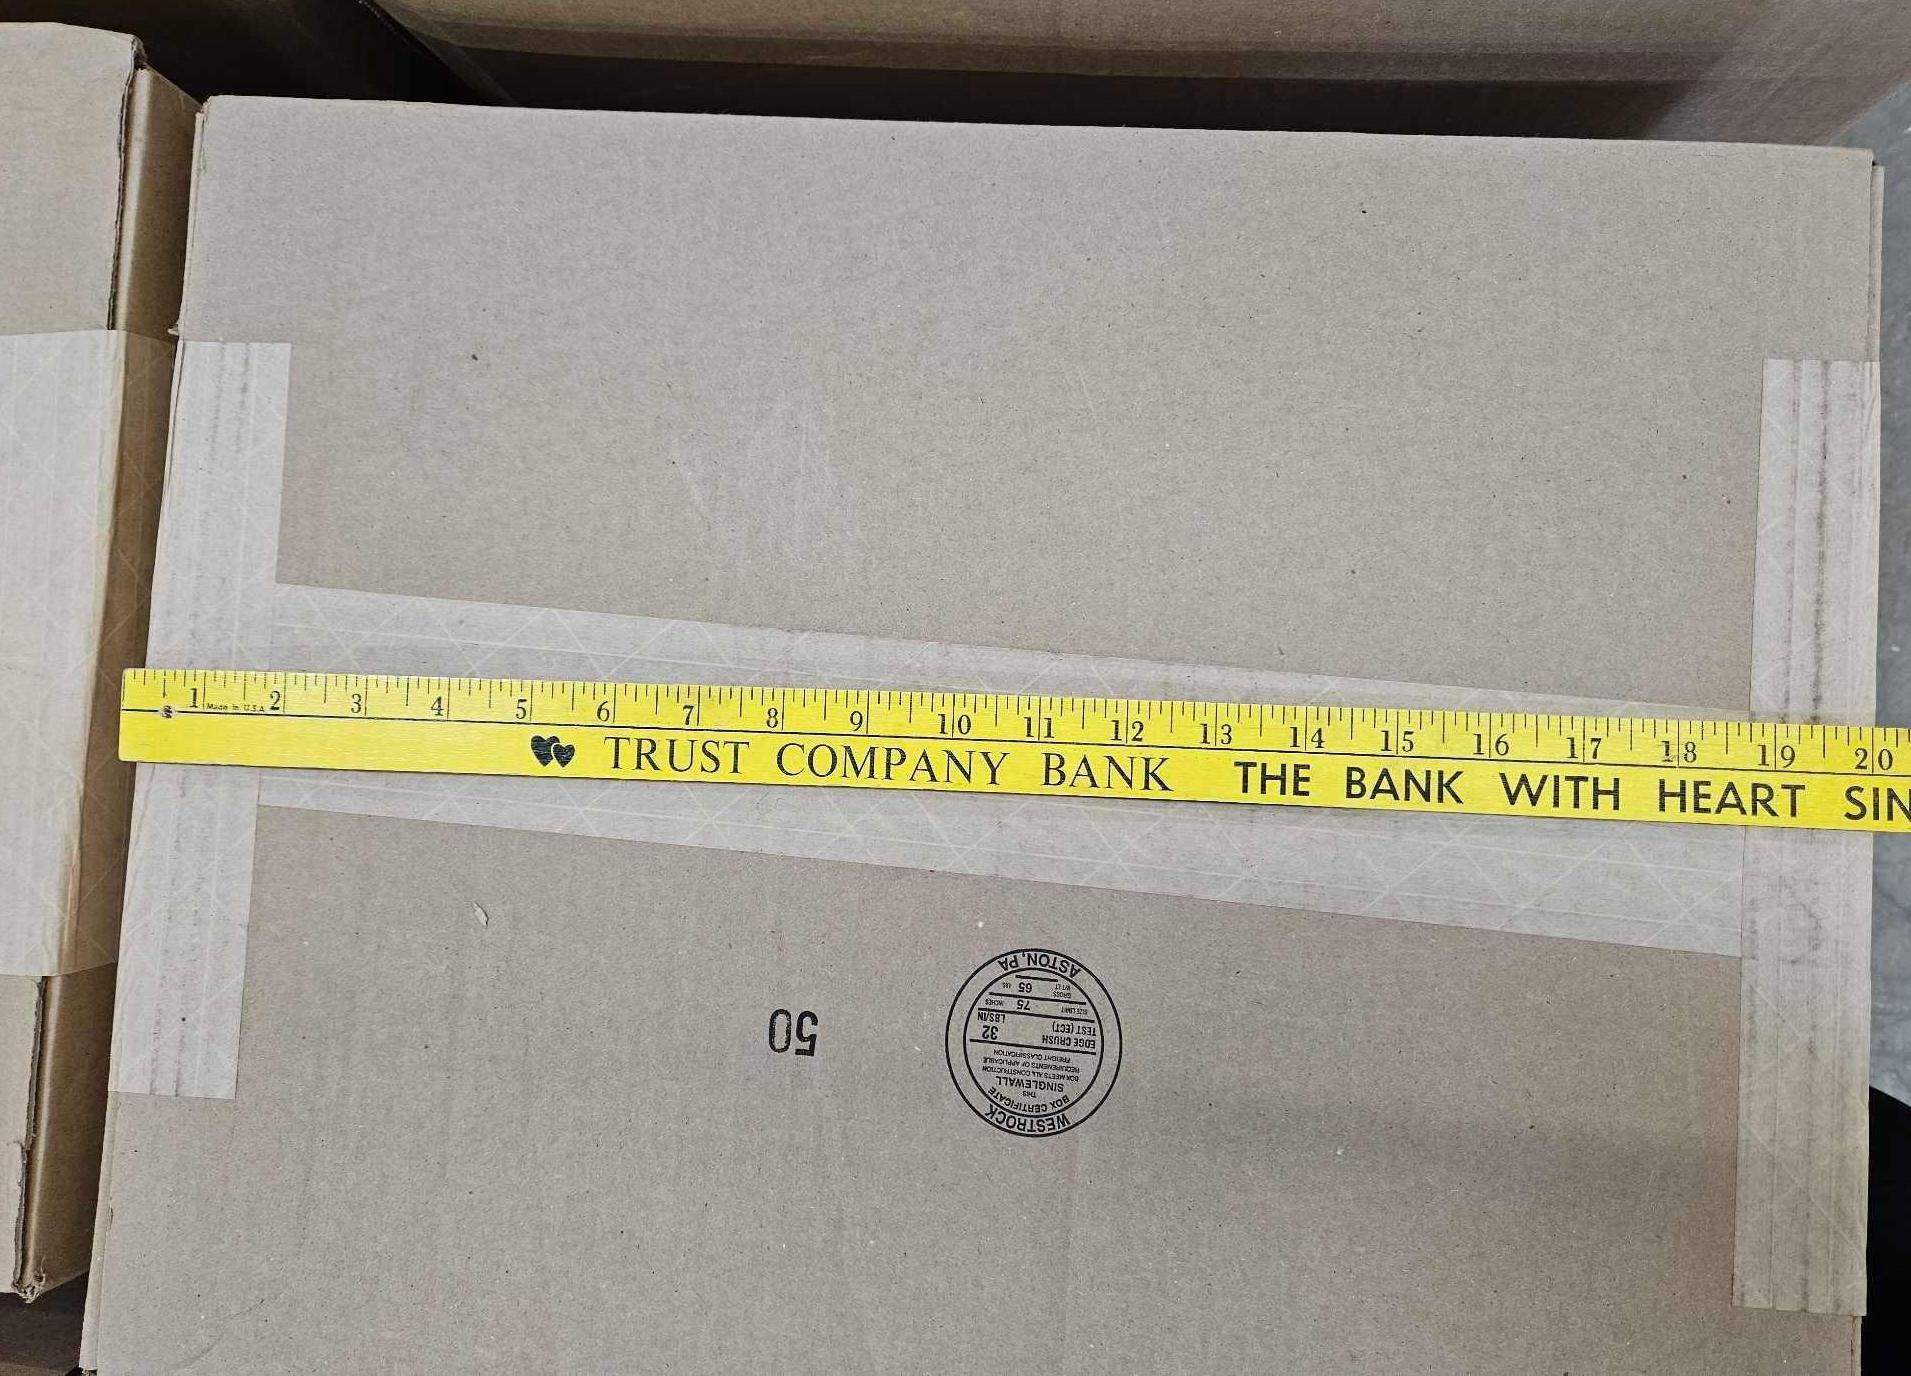 1 2 3 4 5 6 7 8 9 10 11 12 13 14 15 16 17 18 19 20
Made in U.S.A.
TRUST COMPANY BANK THE BANK WITH HEART SIN
50
WESTROCK
BOX CERTIFICATE
THIS
SINGLEWALL
BOX MEETS ALL CONSTRUCTION
REQUIREMENTS OF APPLICABLE
FREIGHT CLASSIFICATION
EDGE CRUSH
TEST (ECT) 32 LBS/IN
SIZE LIMIT 75 INCHES
GROSS WT LT 65 LBS
ASTON, PA